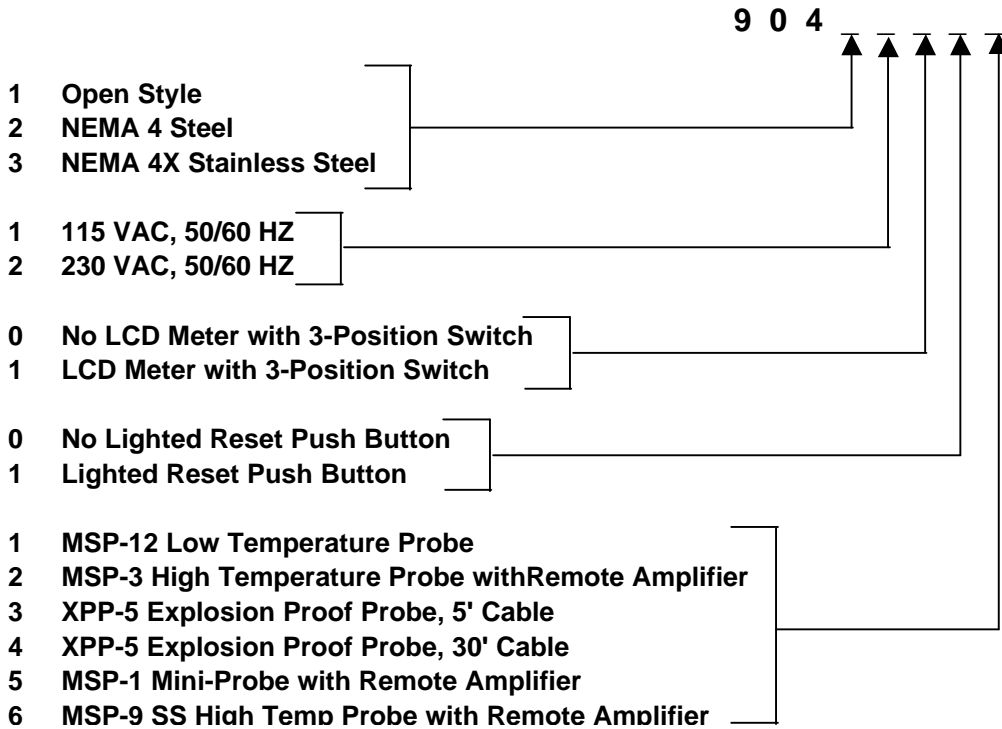 9 0 4 _ _ _ _ _
1 Open Style
2 NEMA 4 Steel
3 NEMA 4X Stainless Steel
1 115 VAC, 50/60 HZ
2 230 VAC, 50/60 HZ
0 No LCD Meter with 3-Position Switch
1 LCD Meter with 3-Position Switch
0 No Lighted Reset Push Button
1 Lighted Reset Push Button
1 MSP-12 Low Temperature Probe
2 MSP-3 High Temperature Probe withRemote Amplifier
3 XPP-5 Explosion Proof Probe, 5' Cable
4 XPP-5 Explosion Proof Probe, 30' Cable
5 MSP-1 Mini-Probe with Remote Amplifier
6 MSP-9 SS High Temp Probe with Remote Amplifier